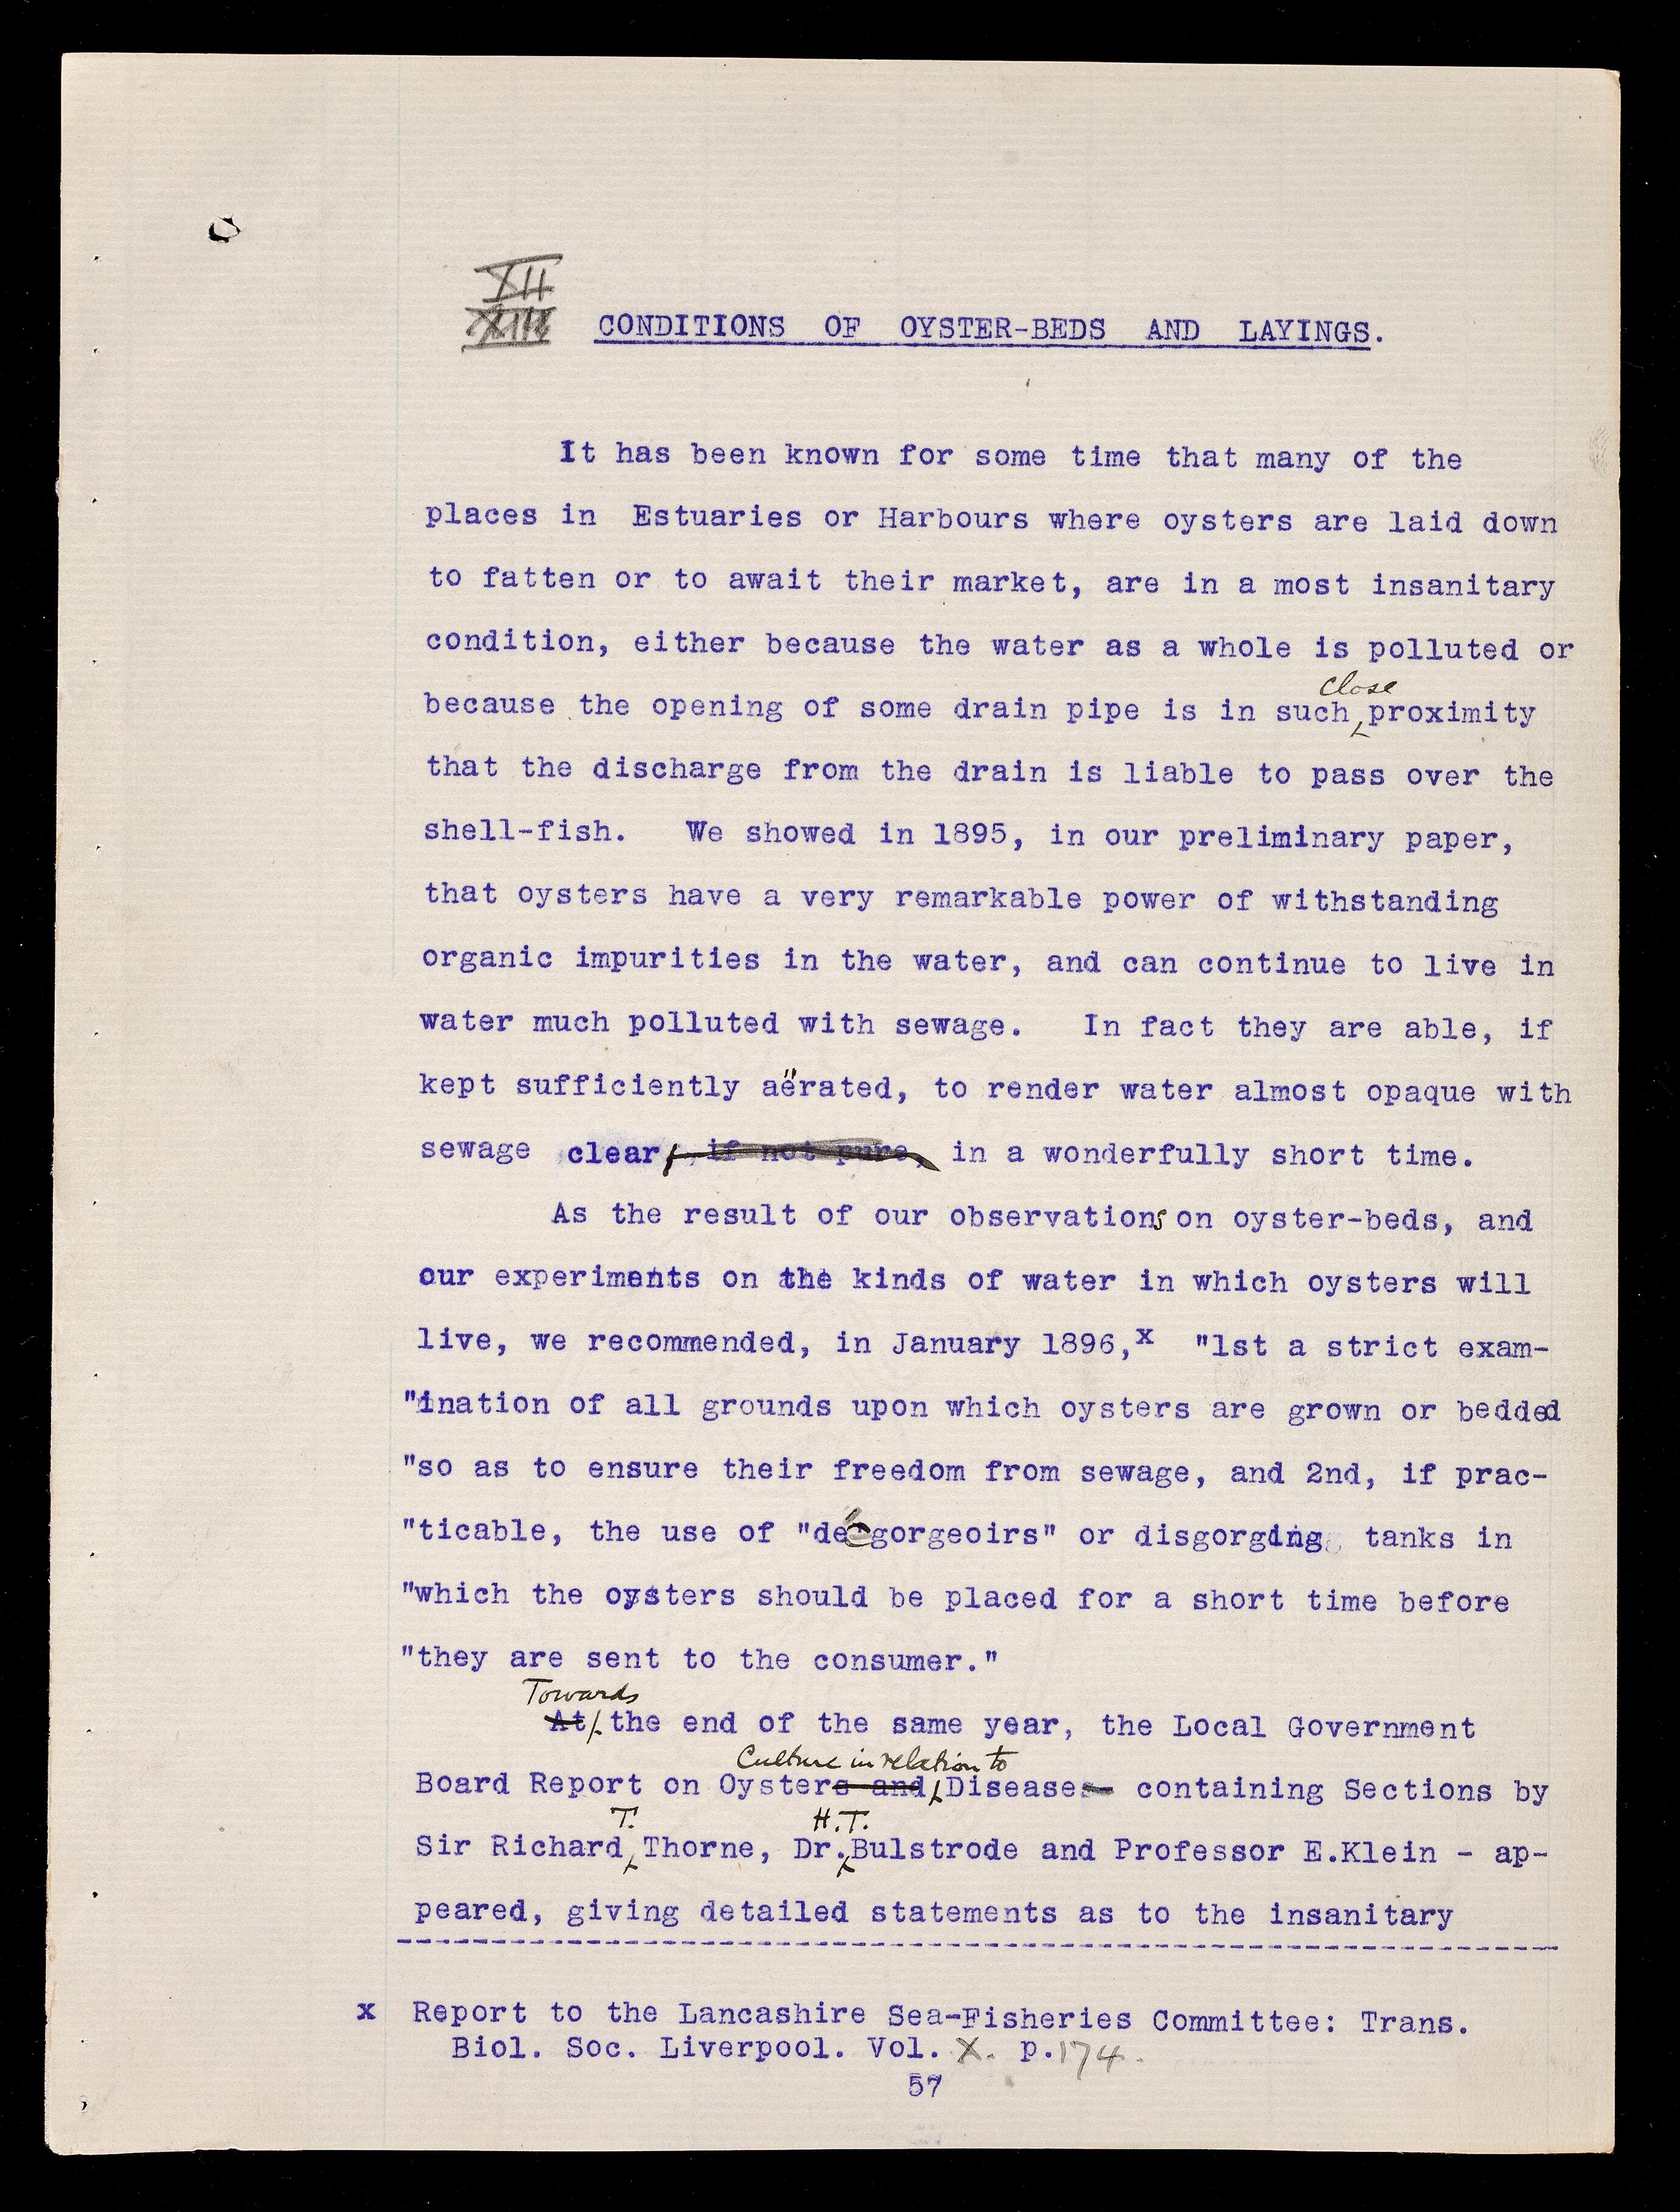 XII
XIII CONDITIONS OF OYSTER-BEDS AND LAYINGS.
It has been known for some time that many of the
places in Estuaries or Harbours where oysters are laid down
to fatten or to await their market, are in a most insanitary
condition, either because the water as a whole is polluted or
close
because the opening of some drain pipe is in such proximity
that the discharge from the drain is liable to pass over the
shell-fish. We showed in 1895, in our preliminary paper,
that oysters have a very remarkable power of withstanding
organic impurities in the water, and can continue to live in
water much polluted with sewage. In fact they are able, if
kept sufficiently aërated, to render water almost opaque with
sewage clear, if not pure, in a wonderfully short time.
As the result of our observations on oyster-beds, and
our experiments on the kinds of water in which oysters will
live, we recommended, in January 1896,x "1st a strict exam-
"ination of all grounds upon which oysters are grown or bedded
"so as to ensure their freedom from sewage, and 2nd, if prac-
"ticable, the use of "dégorgeoirs" or disgorging tanks in
"which the oysters should be placed for a short time before
"they are sent to the consumer."
Towards
At the end of the same year, the Local Government
Culture in relation to
Board Report on Oysters and Disease - containing Sections by
T. H.T.
Sir Richard Thorne, Dr. Bulstrode and Professor E.Klein - ap-
peared, giving detailed statements as to the insanitary
x Report to the Lancashire Sea-Fisheries Committee: Trans.
Biol. Soc. Liverpool. Vol. X. p.174.
57